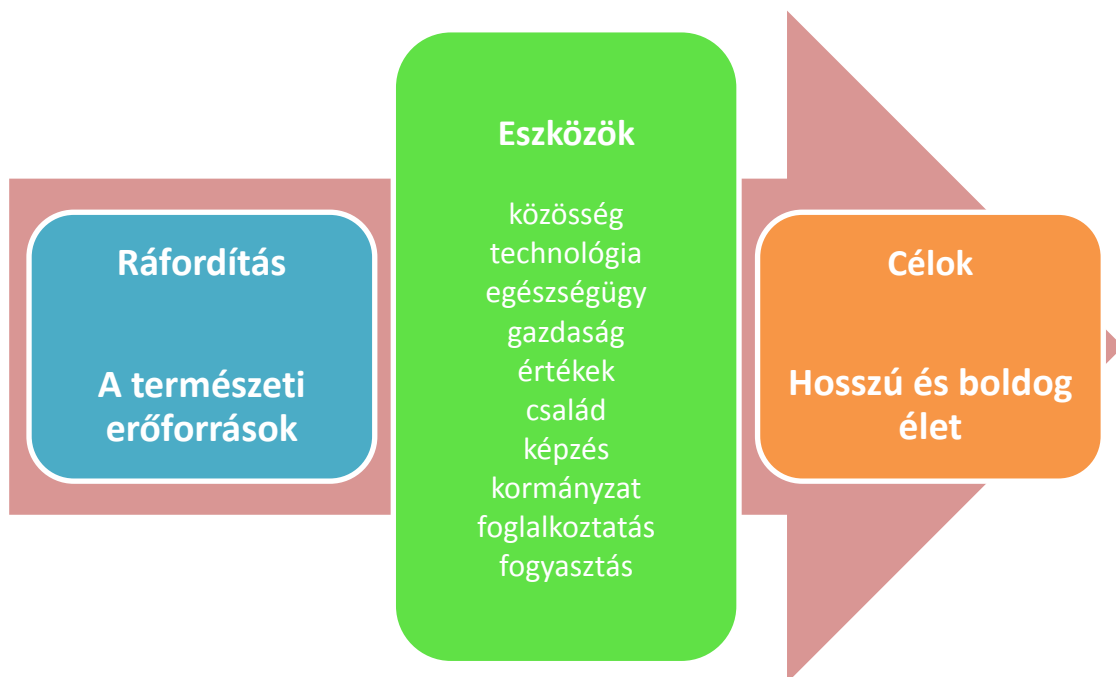 Ráfordítás
A természeti
erőforrások
Eszközök
közösség
technológia
egészségügy
gazdaság
értékek
család
képzés
kormányzat
foglalkoztatás
fogyasztás
Célok
Hosszú és boldog
élet